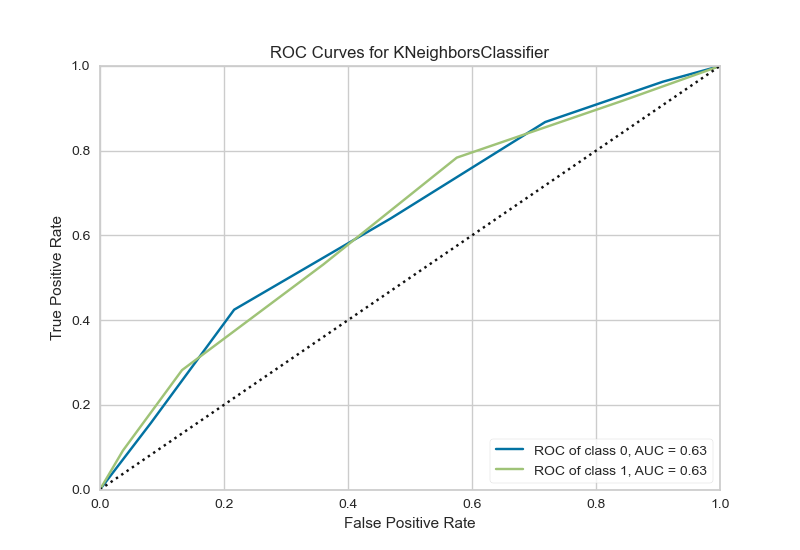 ROC Curves for KNeighborsClassifier
1.0
0.8
0.6
0.4
0.2
0.0
True Positive Rate
0.0 0.2 0.4 0.6 0.8 1.0
False Positive Rate
ROC of class 0, AUC = 0.63
ROC of class 1, AUC = 0.63